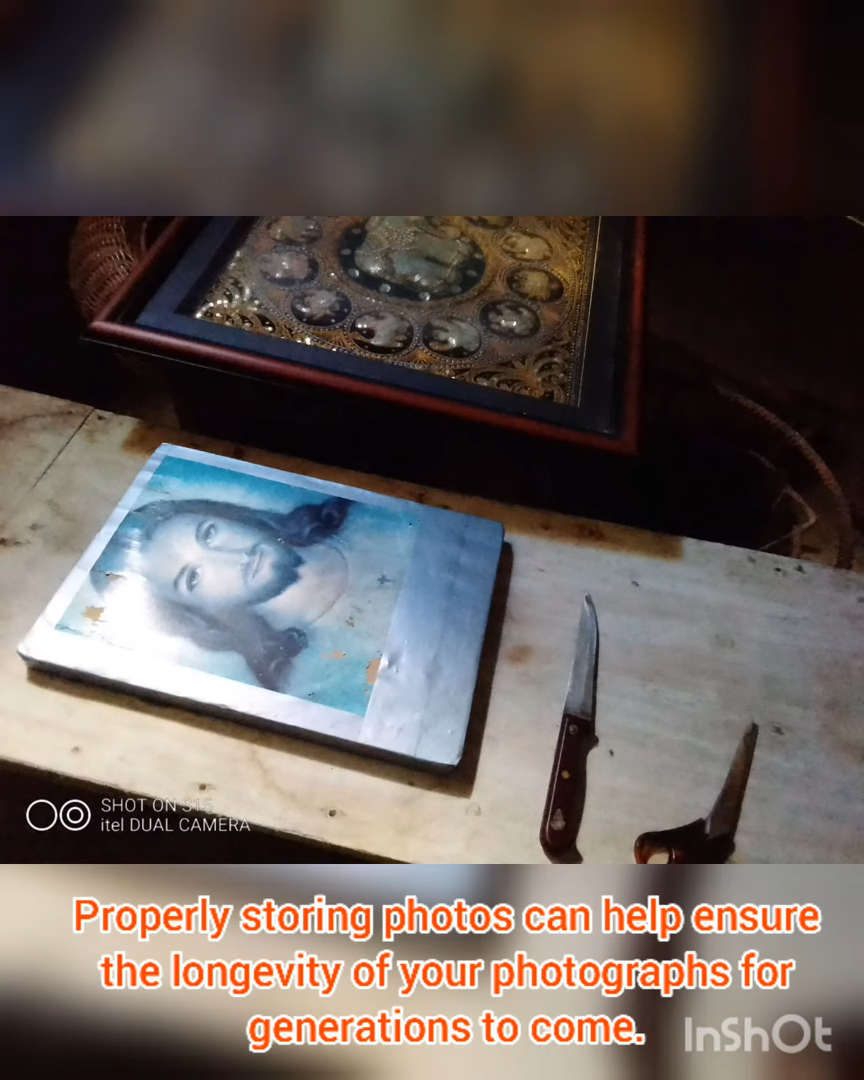 SHOT ON S15
itel DUAL CAMERA
Properly storing photos can help ensure
the longevity of your photographs for
generations to come.
InShOt